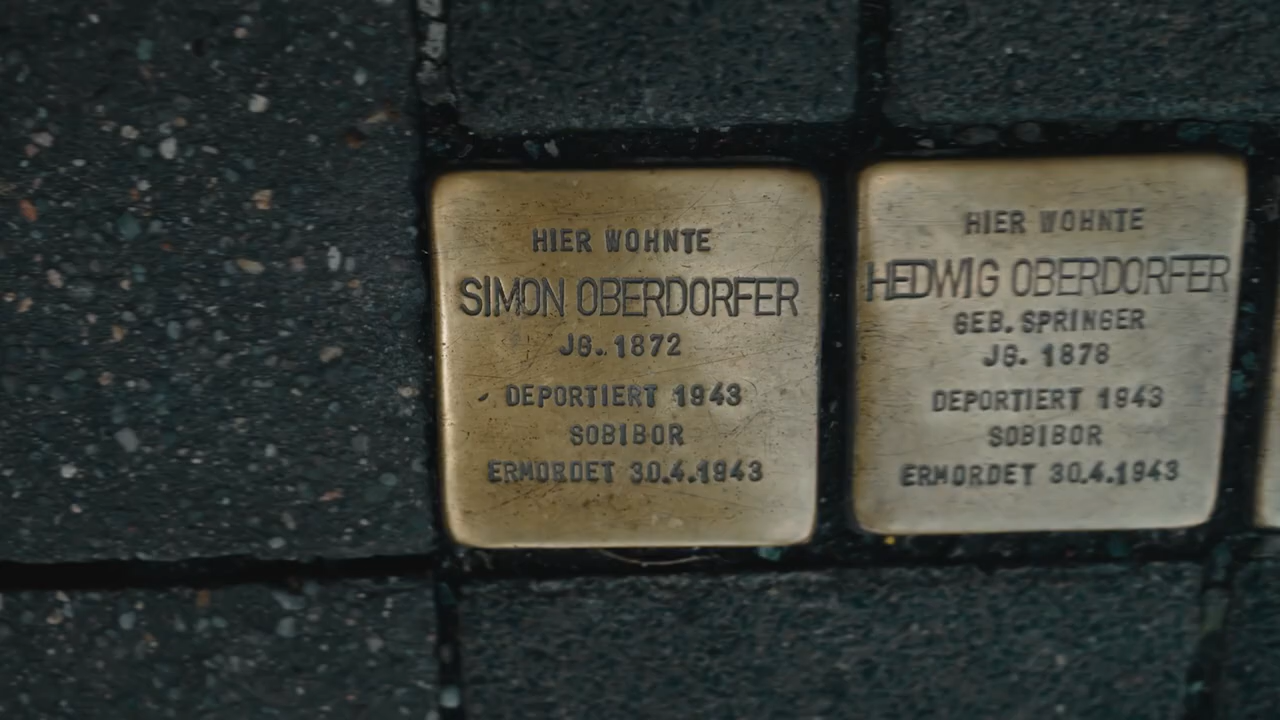 HIER WOHNTE
SIMON OBERDORFER
JG. 1872
DEPORTIERT 1943
SOBIBOR
ERMORDET 30.4.1943
HIER WOHNTE
HEDWIG OBERDORFER
GEB. SPRINGER
JG. 1878
DEPORTIERT 1943
SOBIBOR
ERMORDET 30.4.1943